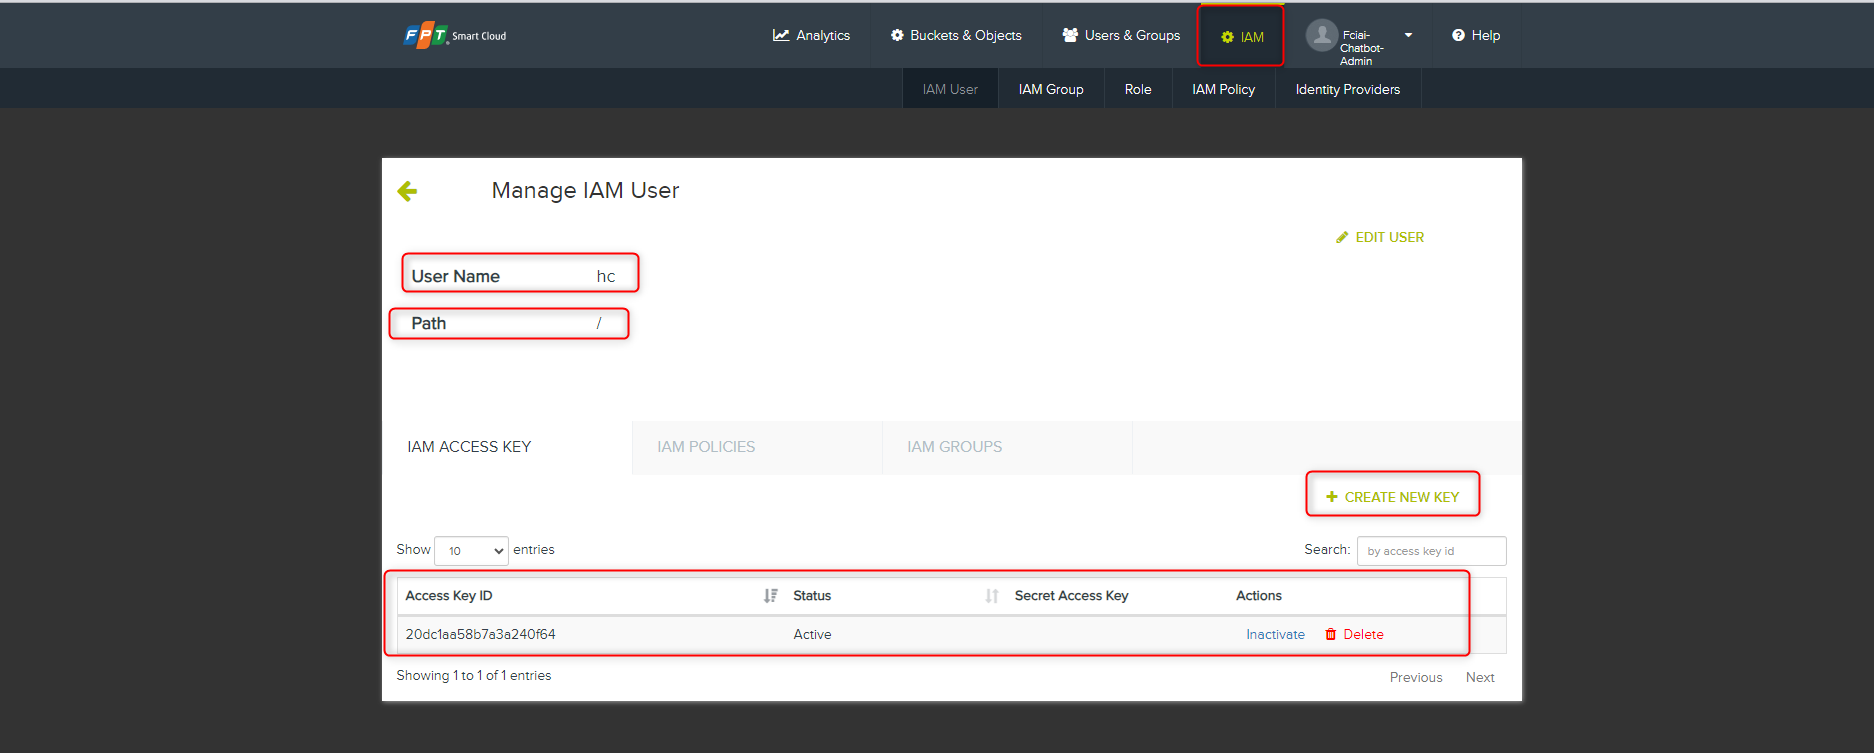 FPT. Smart Cloud
Analytics
Buckets & Objects
Users & Groups
IAM
Fciai-
Chatbot-
Admin
Help
IAM User
IAM Group
Role
IAM Policy
Identity Providers
Manage IAM User
EDIT USER
User Name hc
Path /
IAM ACCESS KEY
IAM POLICIES
IAM GROUPS
CREATE NEW KEY
Show 10 entries
Search: by access key id
Access Key ID Status Secret Access Key Actions
20dc1aa58b7a3a240f64 Active Inactivate Delete
Showing 1 to 1 of 1 entries
Previous Next